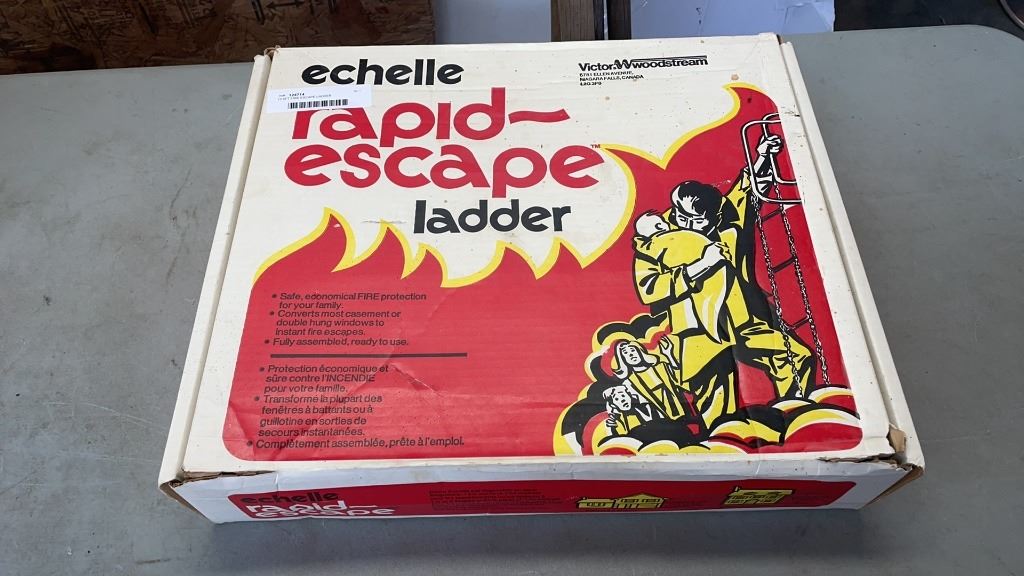 echelle
rapid-
escape™
ladder
Victor. Woodstream
LADDER
• Safe, economical FIRE protection
for your family.
• Converts most casement or
double hung windows to
instant fire escapes.
• Fully assembled, ready to use.
• Protection économique et
sûre contre l'INCENDIE
pour votre famille.
• Transforme la plupart des
fenêtres à battants ou à
guillotine en sorties de
secours instantanées.
• Complètement assemblée, prête à l'emploi.
echelle
rapid
escape